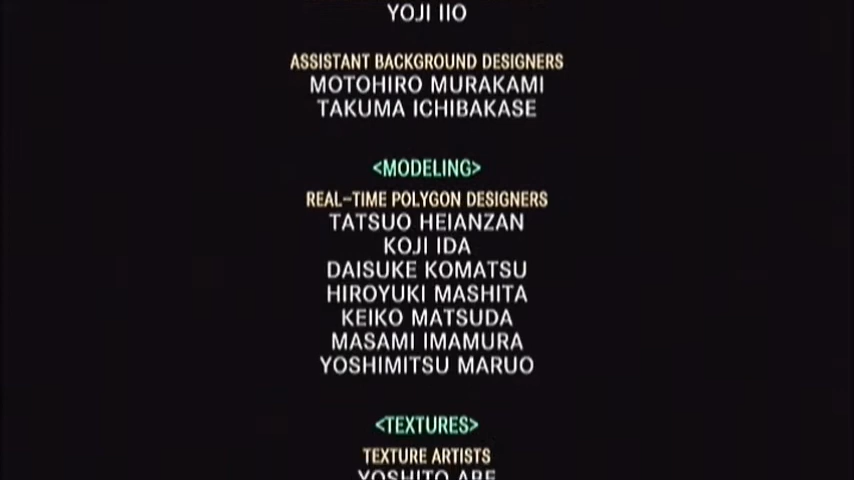 YOJI IIO
ASSISTANT BACKGROUND DESIGNERS
MOTOHIRO MURAKAMI
TAKUMA ICHIBAKASE
<MODELING>
REAL-TIME POLYGON DESIGNERS
TATSUO HEIANZAN
KOJI IDA
DAISUKE KOMATSU
HIROYUKI MASHITA
KEIKO MATSUDA
MASAMI IMAMURA
YOSHIMITSU MARUO
<TEXTURES>
TEXTURE ARTISTS
YOSHITO